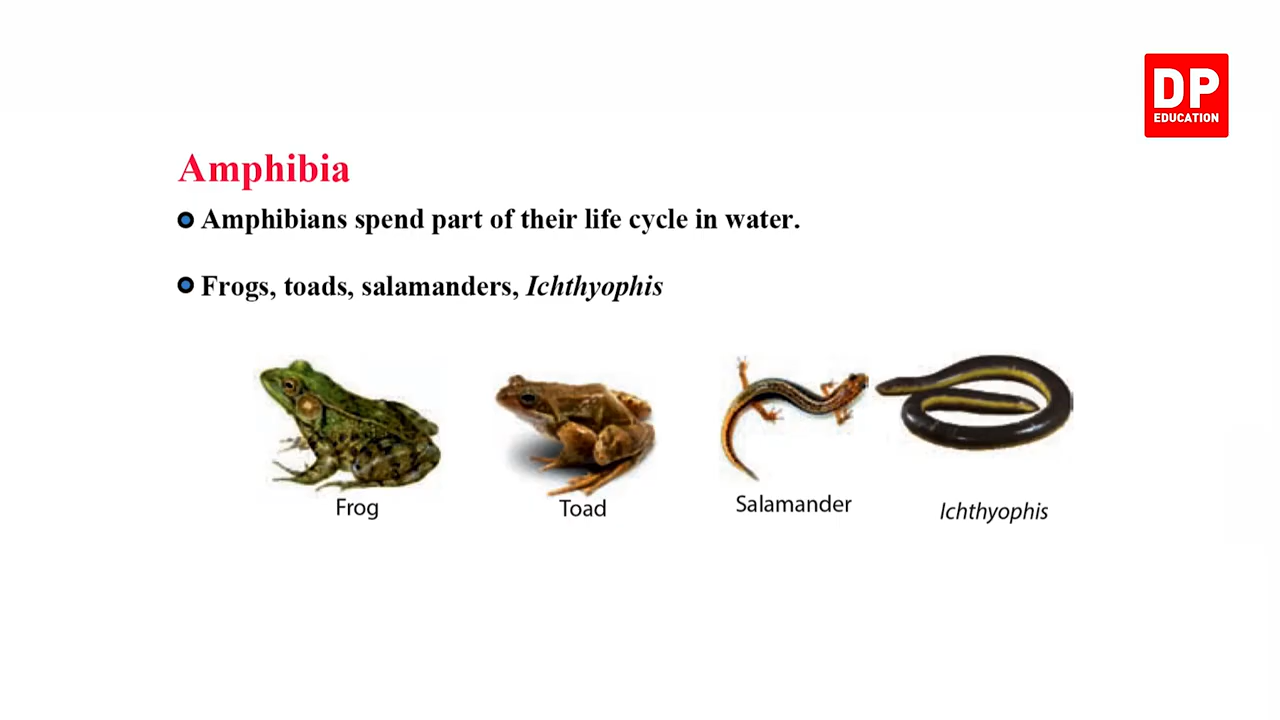 DP
EDUCATION
Amphibia
Amphibians spend part of their life cycle in water.
Frogs, toads, salamanders, Ichthyophis
Frog
Toad
Salamander
Ichthyophis